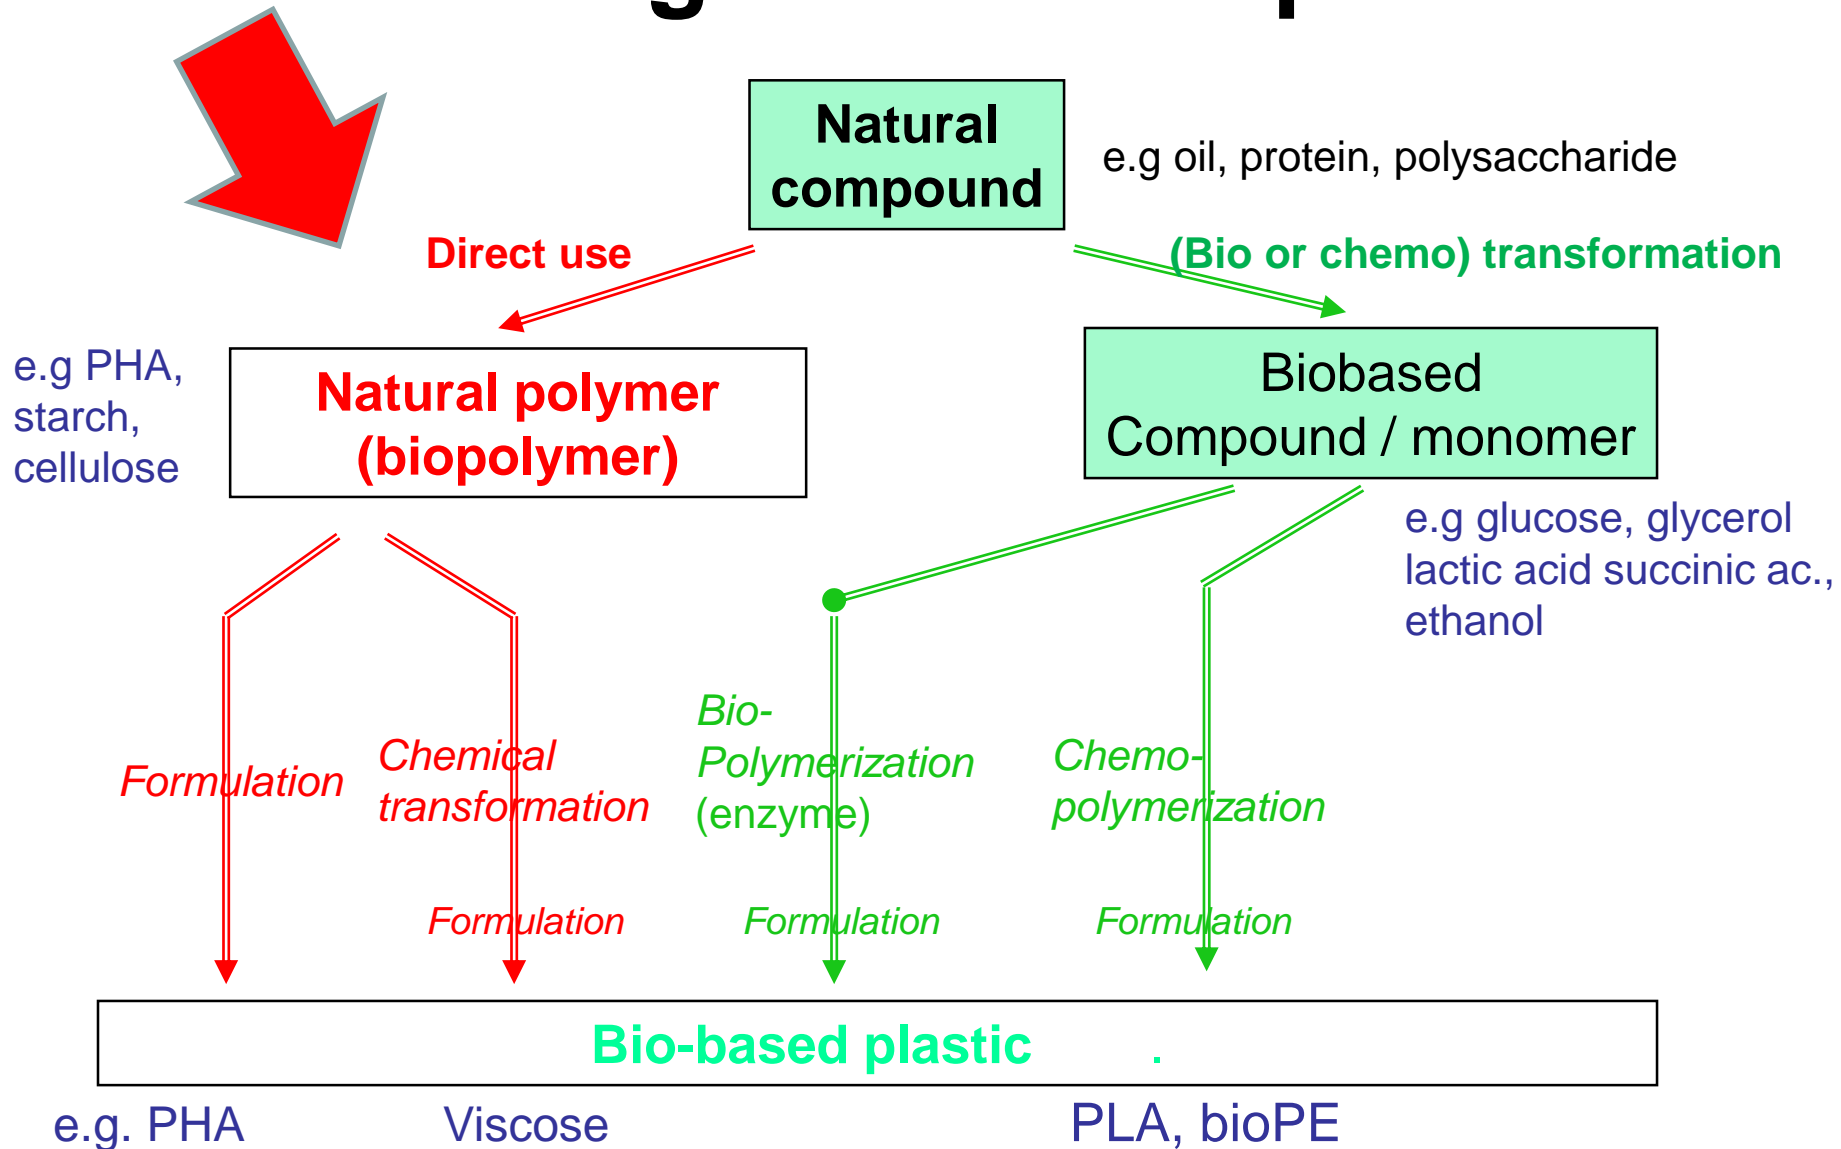 Natural
compound
e.g oil, protein, polysaccharide
Direct use
(Bio or chemo) transformation
e.g PHA,
starch,
cellulose
Natural polymer
(biopolymer)
Biobased
Compound / monomer
e.g glucose, glycerol
lactic acid succinic ac.,
ethanol
Formulation
Chemical
transformation
Bio-
Polymerization
(enzyme)
Chemo-
polymerization
Formulation
Formulation
Formulation
Bio-based plastic .
e.g. PHA
Viscose
PLA, bioPE